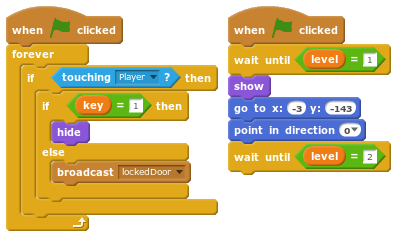 when clicked
forever
if touching Player ? then
if key = 1 then
hide
else
broadcast lockedDoor
when clicked
wait until level = 1
show
go to x: -3 y: -143
point in direction 0
wait until level = 2